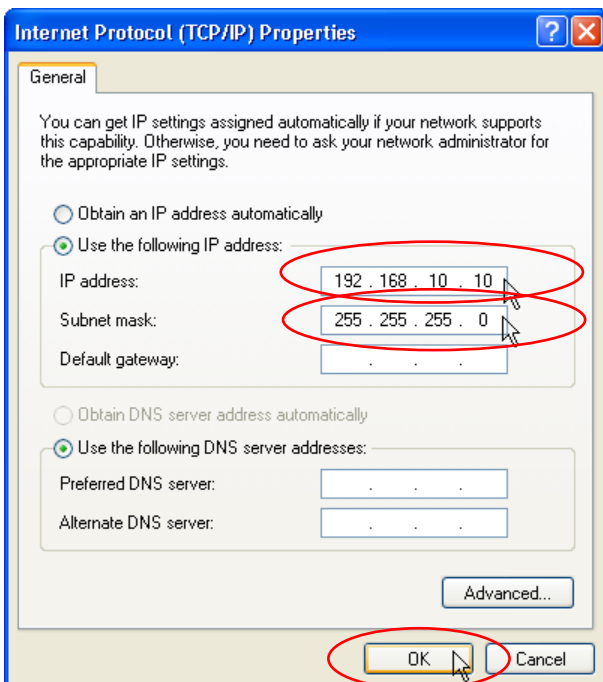 Internet Protocol (TCP/IP) Properties
General
You can get IP settings assigned automatically if your network supports
this capability. Otherwise, you need to ask your network administrator for
the appropriate IP settings.
Obtain an IP address automatically
Use the following IP address:
IP address: 192 . 168 . 10 . 10
Subnet mask: 255 . 255 . 255 . 0
Default gateway: . . .
Obtain DNS server address automatically
Use the following DNS server addresses:
Preferred DNS server: . . .
Alternate DNS server: . . .
Advanced...
OK Cancel